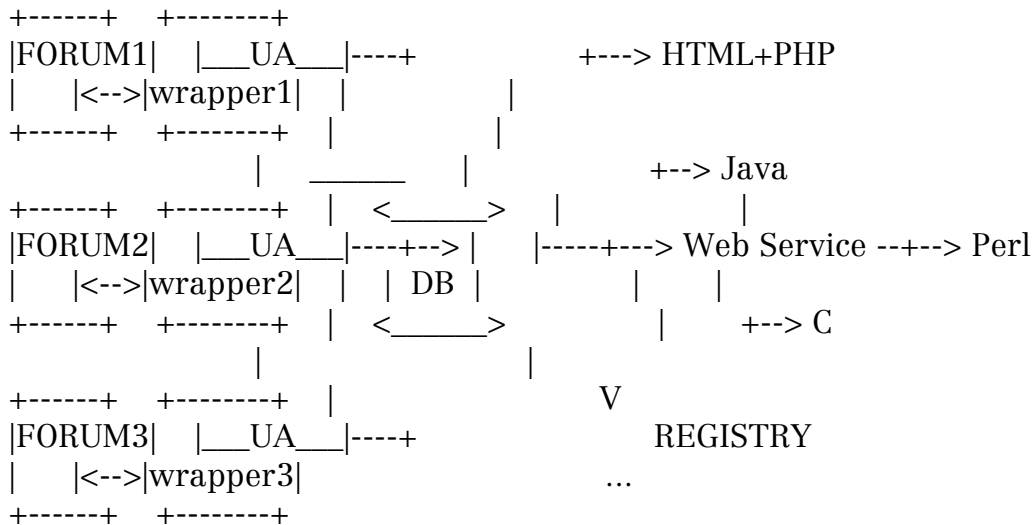 +------+ +--------+
|FORUM1| |___UA___|----+ +---> HTML+PHP
| |<-->|wrapper1| | |
+------+ +--------+ | |
| ______ | +--> Java
+------+ +--------+ | <______> | |
|FORUM2| |___UA___|----+--> | |-----+---> Web Service --+--> Perl
| |<-->|wrapper2| | | DB | | |
+------+ +--------+ | <______> | +--> C
| |
+------+ +--------+ | V
|FORUM3| |___UA___|----+ REGISTRY
| |<-->|wrapper3| ...
+------+ +--------+